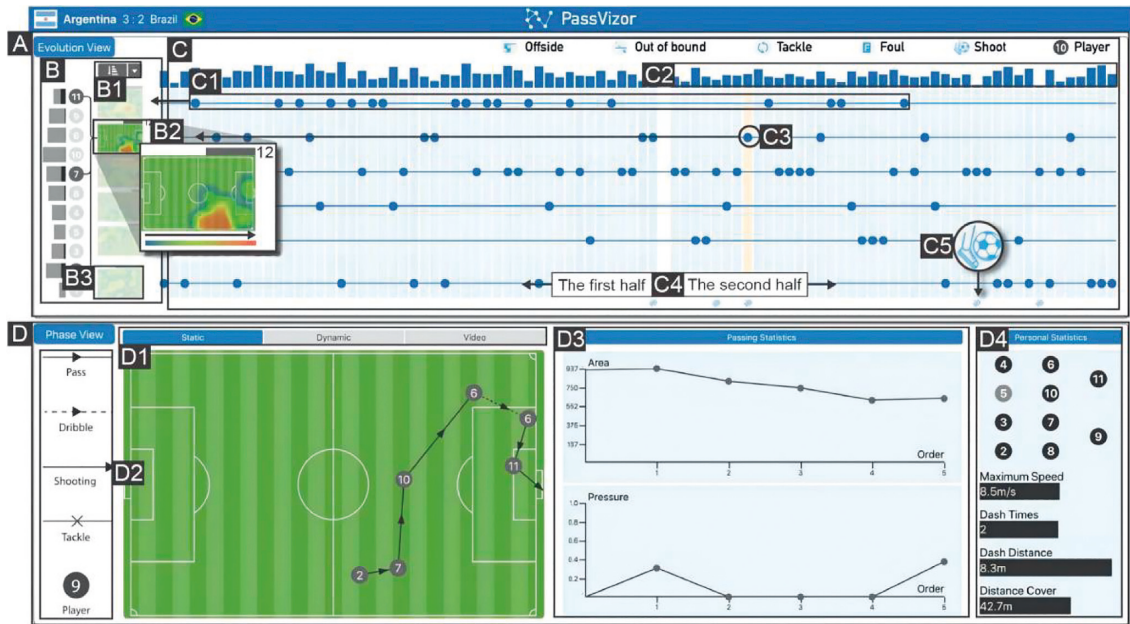 Argentina 3 : 2 Brazil
PassVizor
A
Evolution View
B
C
Offside
Out of bound
Tackle
Foul
Shoot
10 Player
B1
C1
C2
11
B2
C3
12
10
7
C5
B3
The first half
C4
The second half
D
Phase View
D1
Static
Dynamic
Video
D3
Passing Statistics
D4
Personal Statistics
Pass
Dribble
D2
Shooting
Tackle
9
Player
6
6
11
10
2
7
Area
937
750
562
375
187
Order
1 2 3 4 5
Pressure
1.0
0.8
0.6
0.4
0.2
Order
1 2 3 4 5
4 6
11
5 10
3 7
9
2 8
Maximum Speed
8.5m/s
Dash Times
2
Dash Distance
8.3m
Distance Cover
42.7m